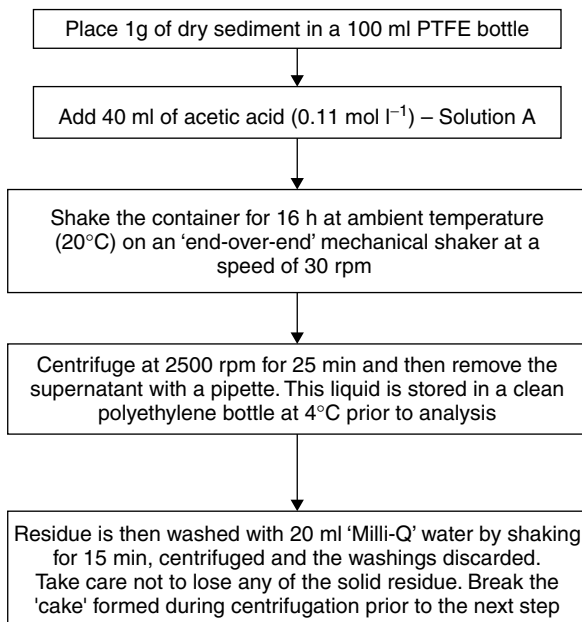 Place 1g of dry sediment in a 100 ml PTFE bottle
Add 40 ml of acetic acid (0.11 mol l⁻¹) – Solution A
Shake the container for 16 h at ambient temperature
(20°C) on an ‘end-over-end’ mechanical shaker at a
speed of 30 rpm
Centrifuge at 2500 rpm for 25 min and then remove the
supernatant with a pipette. This liquid is stored in a clean
polyethylene bottle at 4°C prior to analysis
Residue is then washed with 20 ml ‘Milli-Q’ water by shaking
for 15 min, centrifuged and the washings discarded.
Take care not to lose any of the solid residue. Break the
'cake' formed during centrifugation prior to the next step